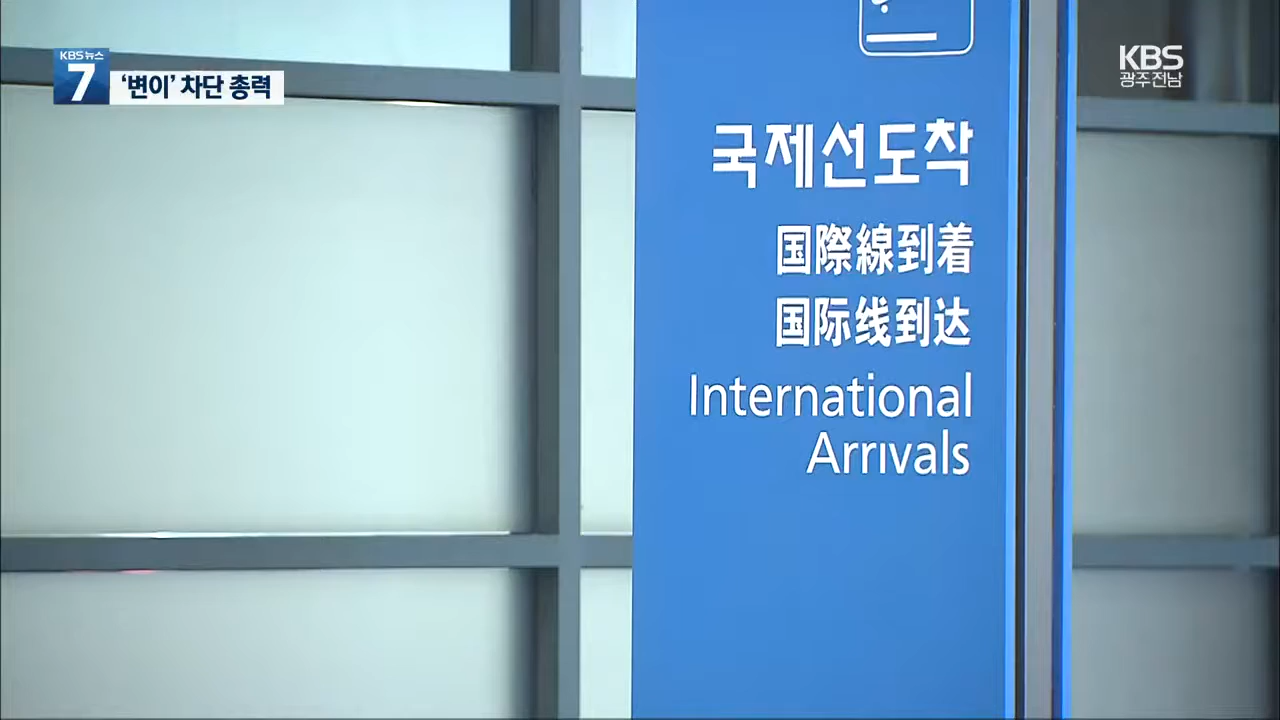 KBS 뉴스
7
‘변이’ 차단 총력
KBS
광주전남
국제선도착
国際線到着
国际线到达
International
Arrivals